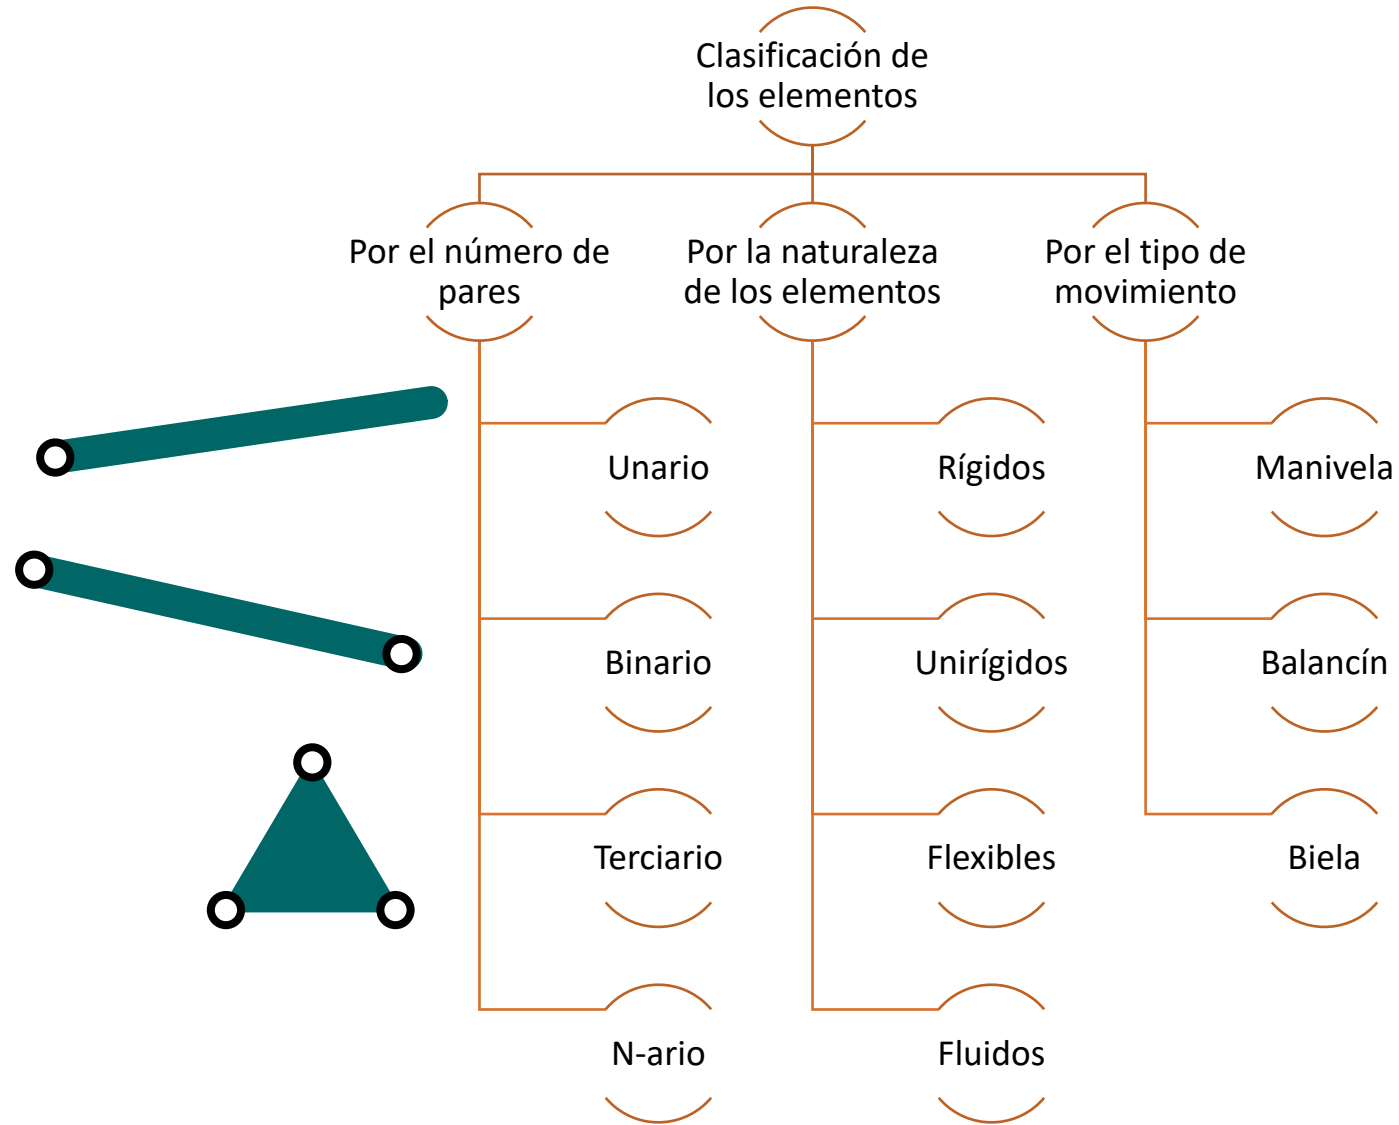 Clasificación de
los elementos
Por el número de
pares
Por la naturaleza
de los elementos
Por el tipo de
movimiento
Unario
Rígidos
Manivela
Binario
Unirígidos
Balancín
Terciario
Flexibles
Biela
N-ario
Fluidos